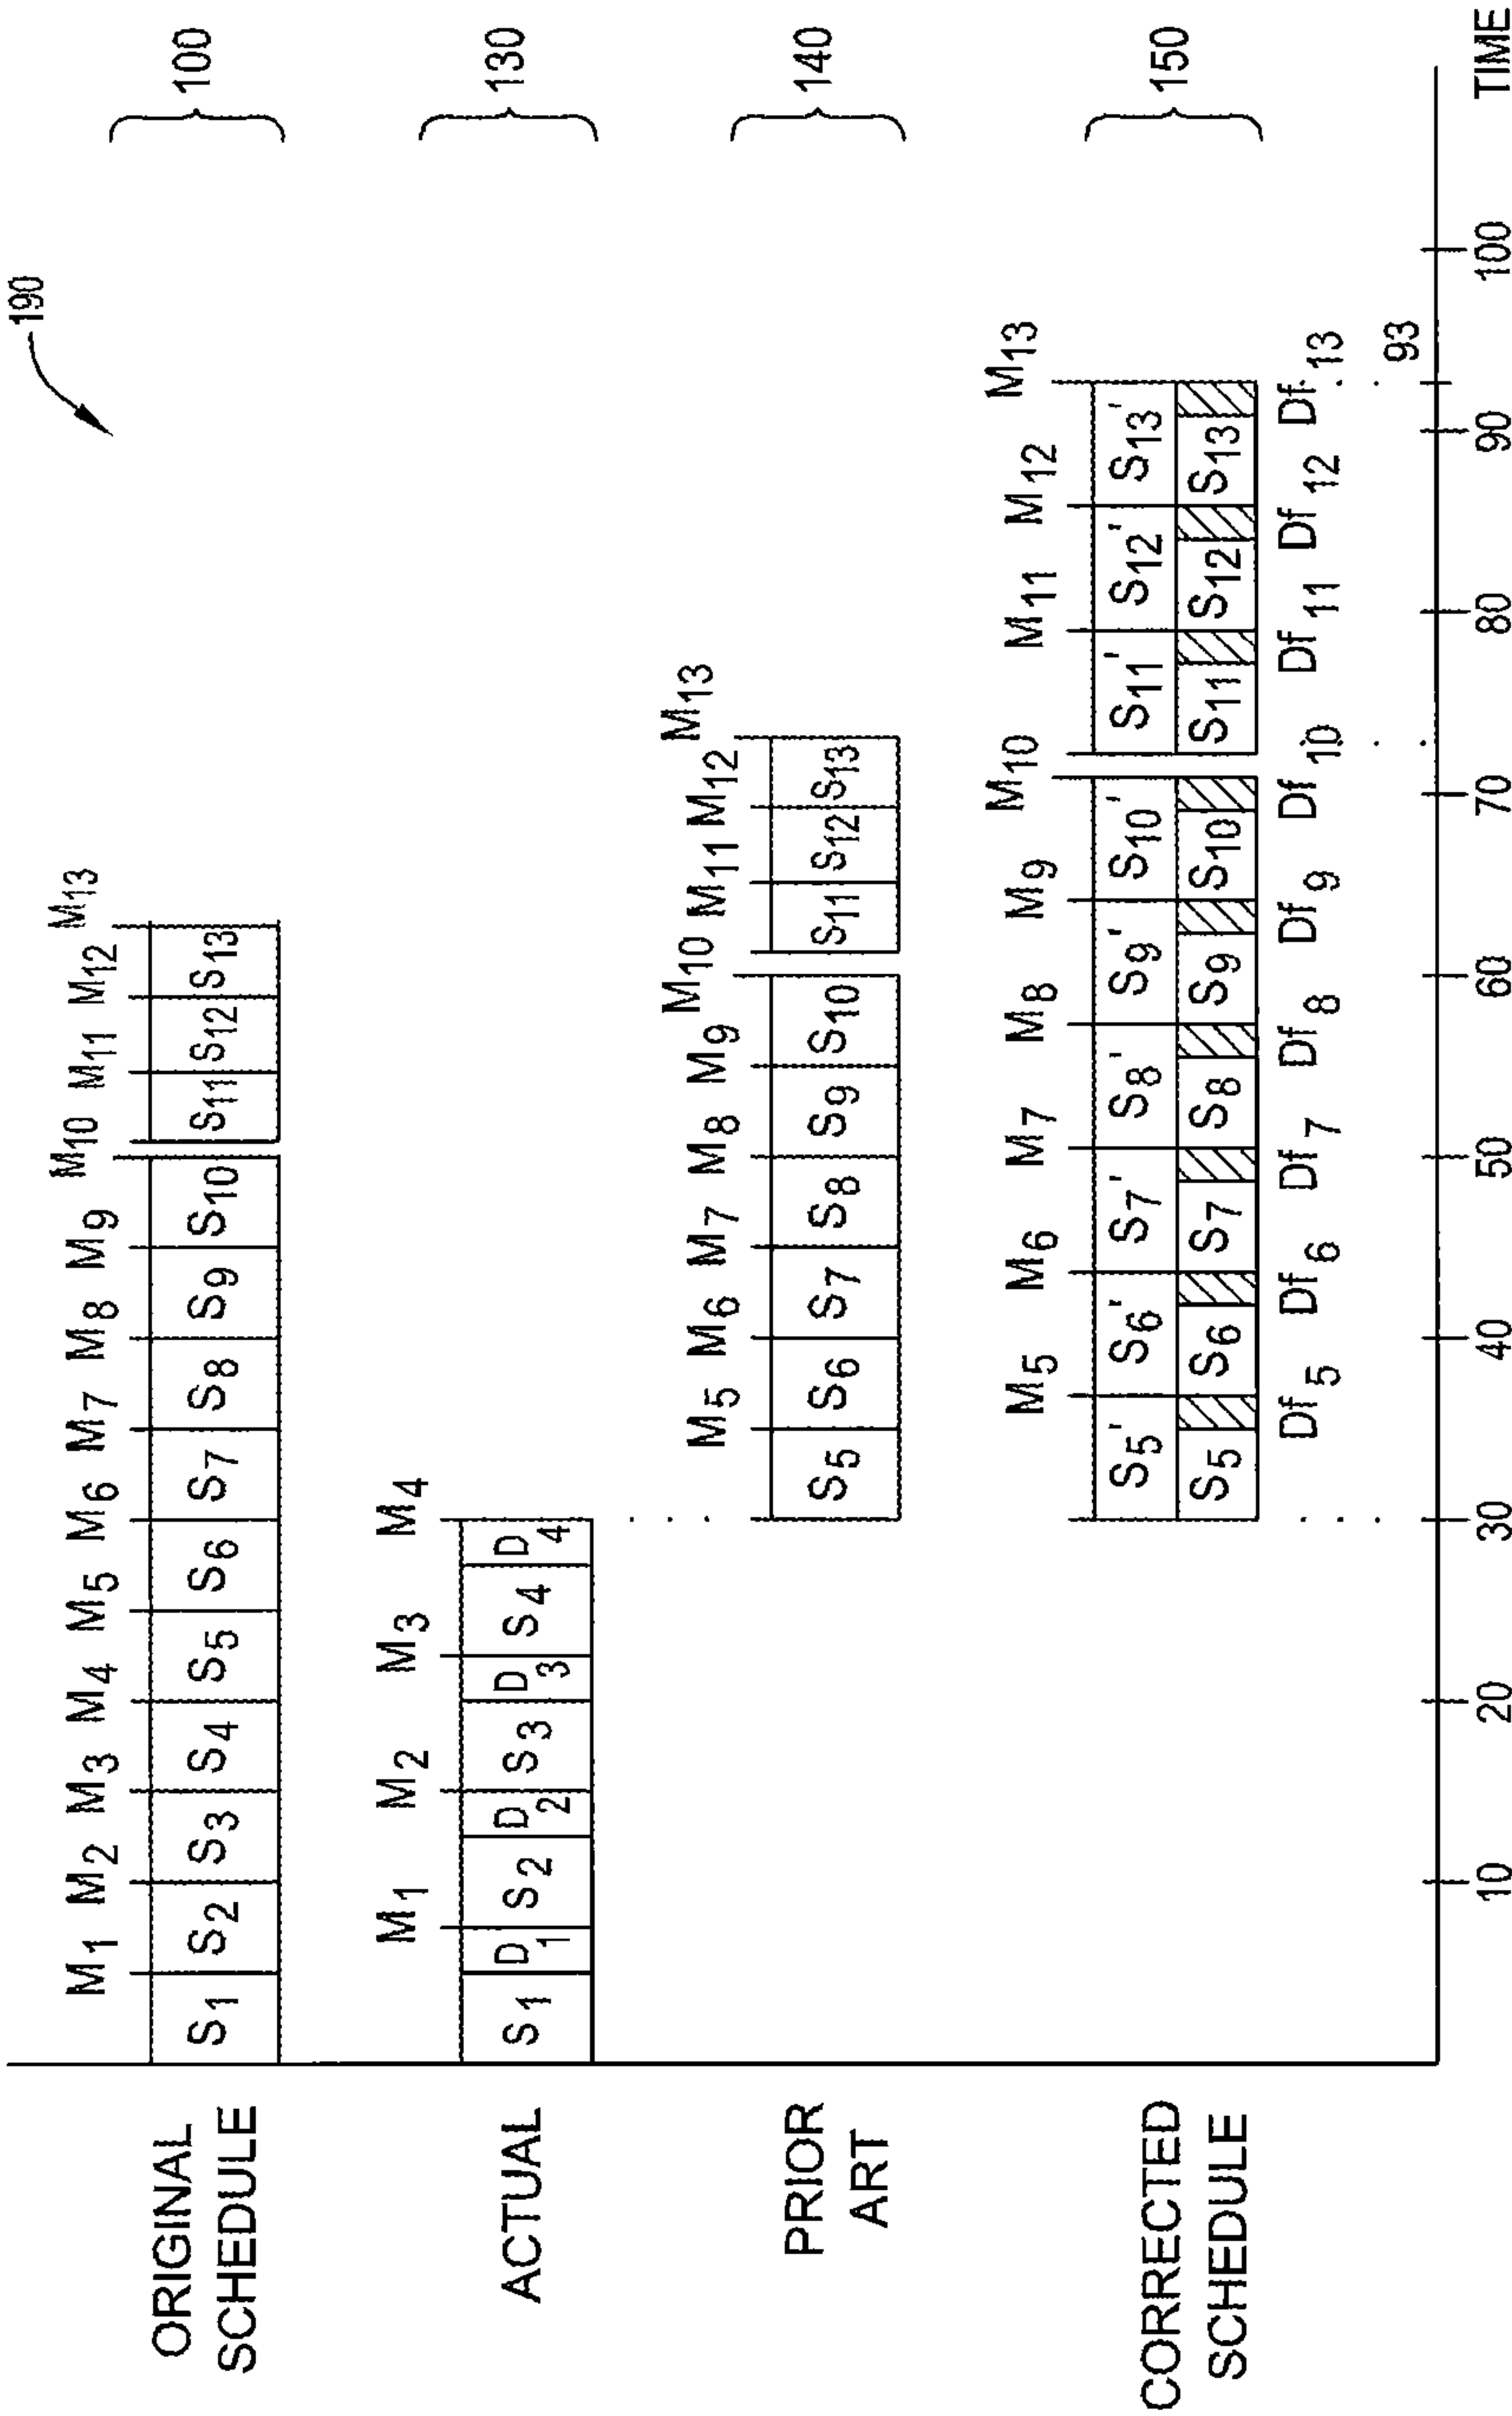 190
M1 M2 M3 M4 M5 M6 M7 M8 M9 M10 M11 M12 M13
ORIGINAL
SCHEDULE
S1 S2 S3 S4 S5 S6 S7 S8 S9 S10 S11 S12 S13
100
M1 M2 M3 M4
ACTUAL
S1 D1 S2 D2 S3 D3 S4 D4
130
M5 M6 M7 M8 M9 M10 M11 M12 M13
PRIOR
ART
S5 S6 S7 S8 S9 S10 S11 S12 S13
140
M5 M6 M7 M8 M9 M10 M11 M12 M13
CORRECTED
SCHEDULE
S5' S6' S7' S8' S9' S10' S11' S12' S13'
S5 S6 S7 S8 S9 S10 S11 S12 S13
150
Df5 Df6 Df7 Df8 Df9 Df10 Df11 Df12 Df13
93
10 20 30 40 50 60 70 80 90 100 TIME